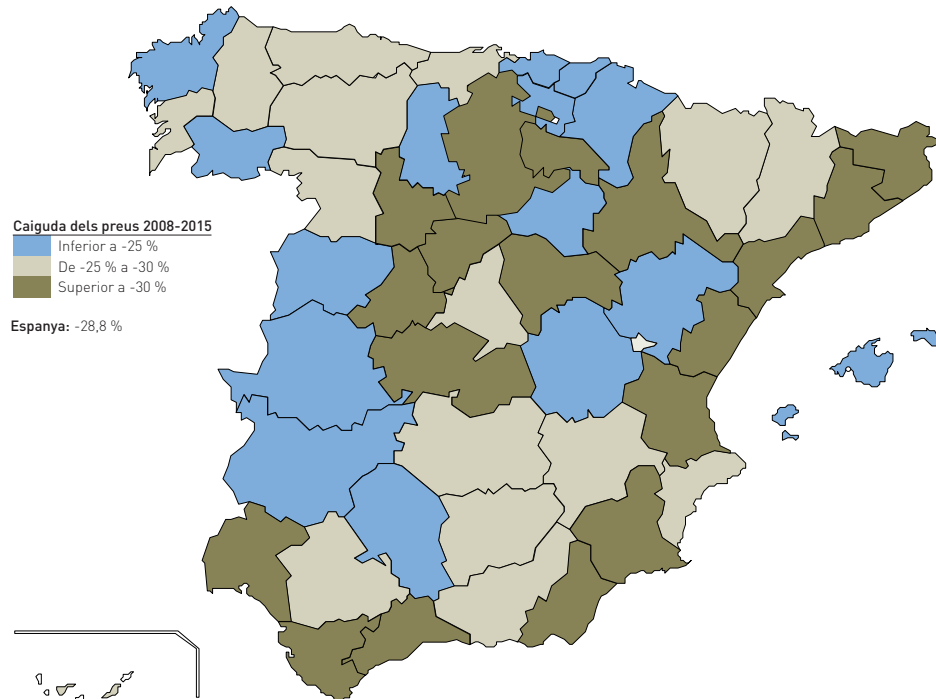 Caiguda dels preus 2008-2015
Inferior a -25 %
De -25 % a -30 %
Superior a -30 %
Espanya: -28,8 %